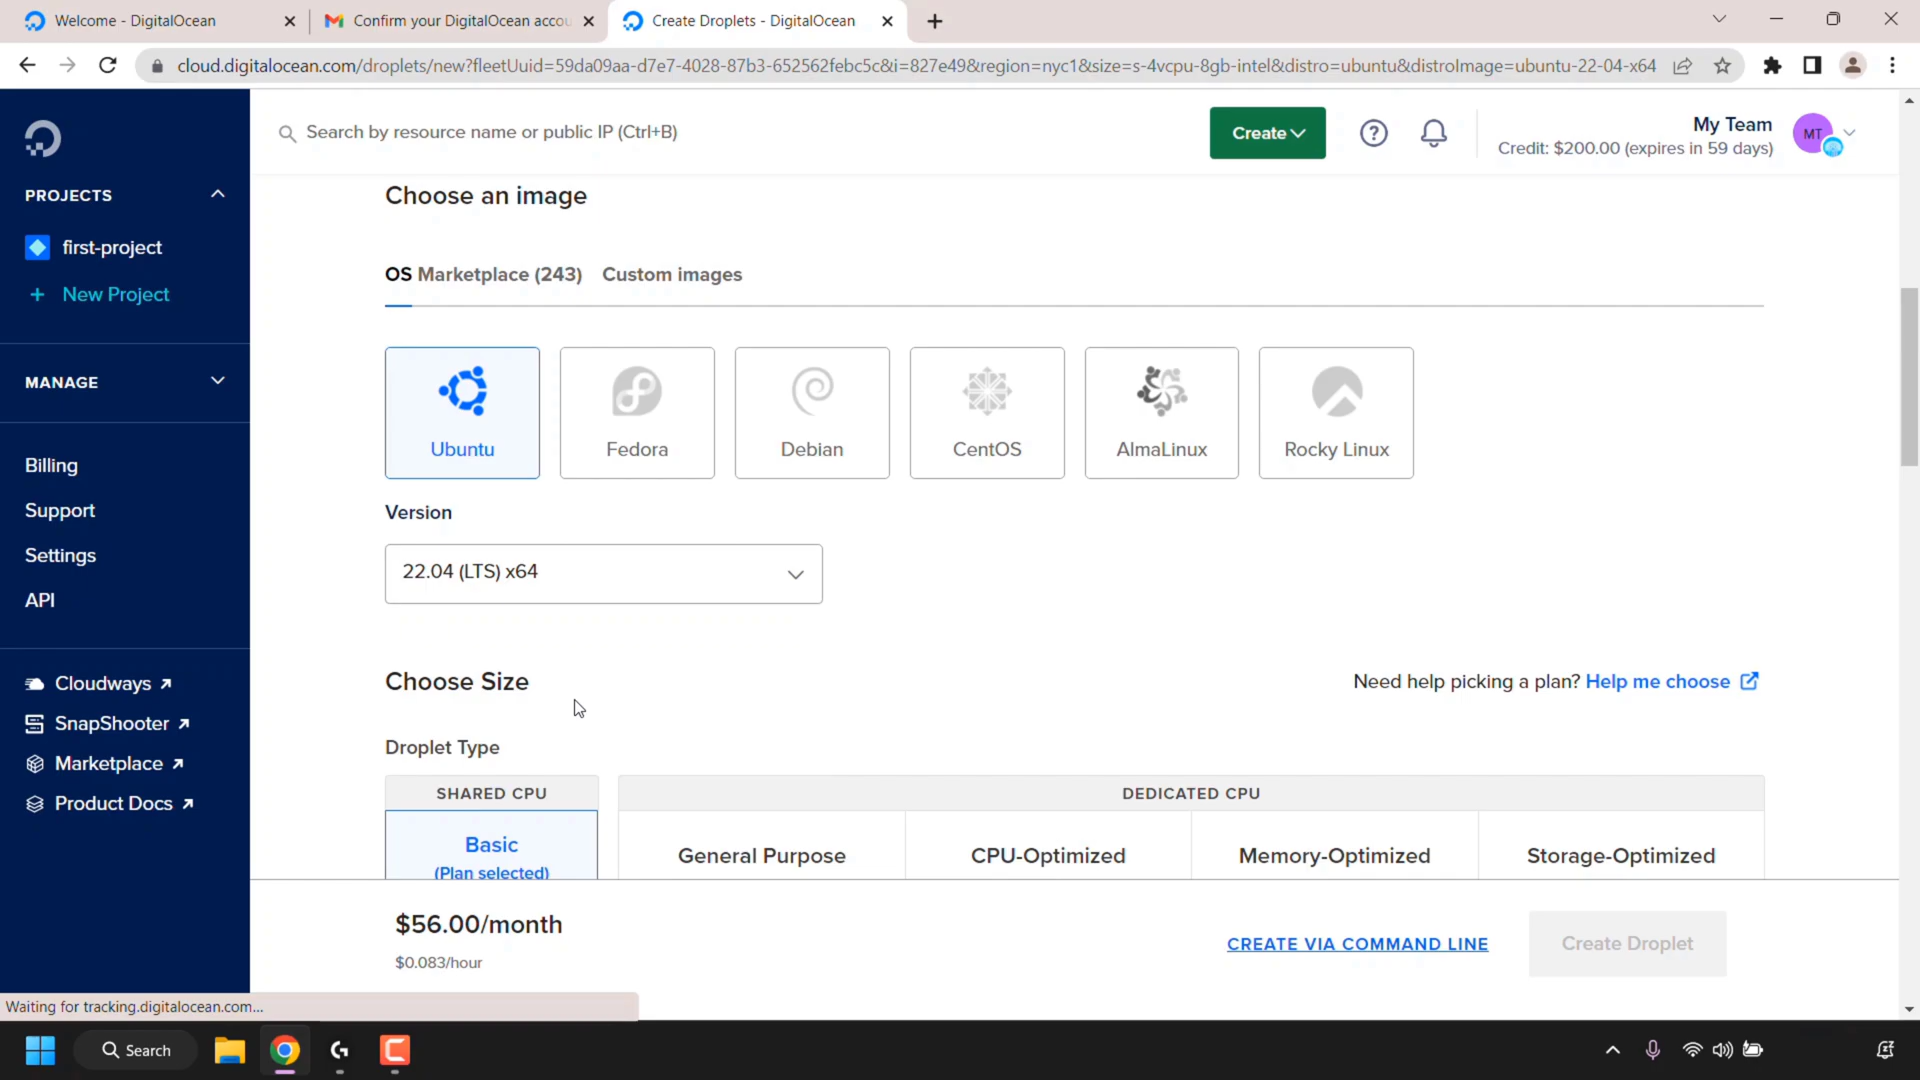 Welcome - DigitalOcean
Confirm your DigitalOcean accou
Create Droplets - DigitalOcean
cloud.digitalocean.com/droplets/new?fleetUuid=59da09aa-d7e7-4028-87b3-652562febc5c&i=827e49&region=nyc1&size=s-4vcpu-8gb-intel&distro=ubuntu&distroImage=ubuntu-22-04-x64
Search by resource name or public IP (Ctrl+B)
Create
My Team
Credit: $200.00 (expires in 59 days)
MT
PROJECTS
first-project
+ New Project
MANAGE
Billing
Support
Settings
API
Cloudways
SnapShooter
Marketplace
Product Docs
Choose an image
OS Marketplace (243) Custom images
Ubuntu
Fedora
Debian
CentOS
AlmaLinux
Rocky Linux
Version
22.04 (LTS) x64
Choose Size
Need help picking a plan? Help me choose
Droplet Type
SHARED CPU
DEDICATED CPU
Basic
(Plan selected)
General Purpose
CPU-Optimized
Memory-Optimized
Storage-Optimized
$56.00/month
$0.083/hour
CREATE VIA COMMAND LINE
Create Droplet
Waiting for tracking.digitalocean.com...
Search